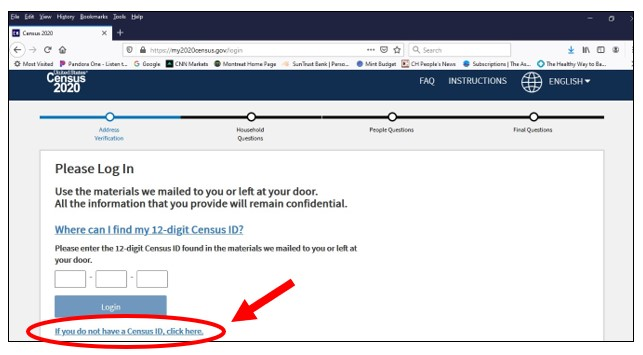 File Edit View History Bookmarks Tools Help
Census 2020
https://my2020census.gov/login
Search
Most Visited Pandora One - Listen t... Google CNN Markets Montreat Home Page SunTrust Bank | Perso... Mint Budget CH People's News Subscriptions | The As... The Healthy Way to Ba...
United States®
Census
2020
FAQ INSTRUCTIONS ENGLISH
Address
Verification
Household
Questions
People Questions
Final Questions
Please Log In
Use the materials we mailed to you or left at your door.
All the information that you provide will remain confidential.
Where can I find my 12-digit Census ID?
Please enter the 12-digit Census ID found in the materials we mailed to you or left at
your door.
- -
Login
If you do not have a Census ID, click here.